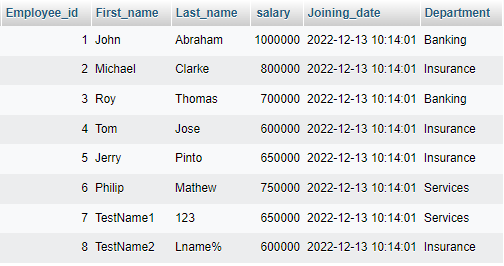 Employee_id First_name Last_name salary Joining_date Department
1 John Abraham 1000000 2022-12-13 10:14:01 Banking
2 Michael Clarke 800000 2022-12-13 10:14:01 Insurance
3 Roy Thomas 700000 2022-12-13 10:14:01 Banking
4 Tom Jose 600000 2022-12-13 10:14:01 Insurance
5 Jerry Pinto 650000 2022-12-13 10:14:01 Insurance
6 Philip Mathew 750000 2022-12-13 10:14:01 Services
7 TestName1 123 650000 2022-12-13 10:14:01 Services
8 TestName2 Lname% 600000 2022-12-13 10:14:01 Insurance